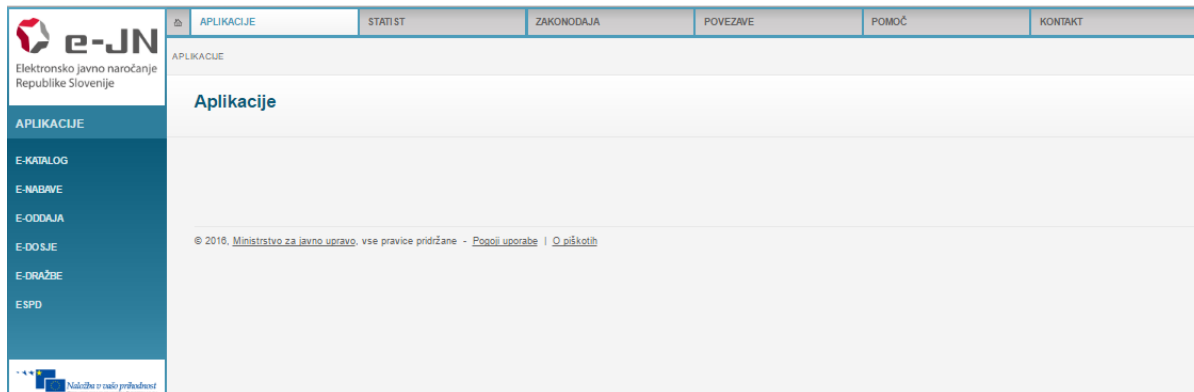 e-JN
Elektronsko javno naročanje
Republike Slovenije
APLIKACIJE
STATIST
ZAKONODAJA
POVEZAVE
POMOČ
KONTAKT
APLIKACIJE
Aplikacije
APLIKACIJE
E-KATALOG
E-NABAVE
E-ODDAJA
E-DOSJE
E-DRAŽBE
ESPD
© 2016, Ministrstvo za javno upravo, vse pravice pridržane - Pogoji uporabe | O piškotih
Naložba v vašo prihodnost